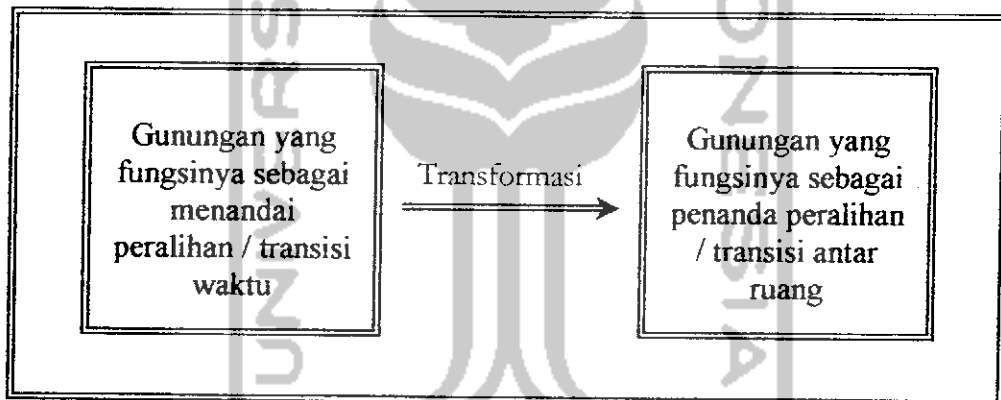 Gunungan yang
fungsinya sebagai
menandai
peralihan / transisi
waktu
Transformasi
Gunungan yang
fungsinya sebagai
penanda peralihan
/ transisi antar
ruang